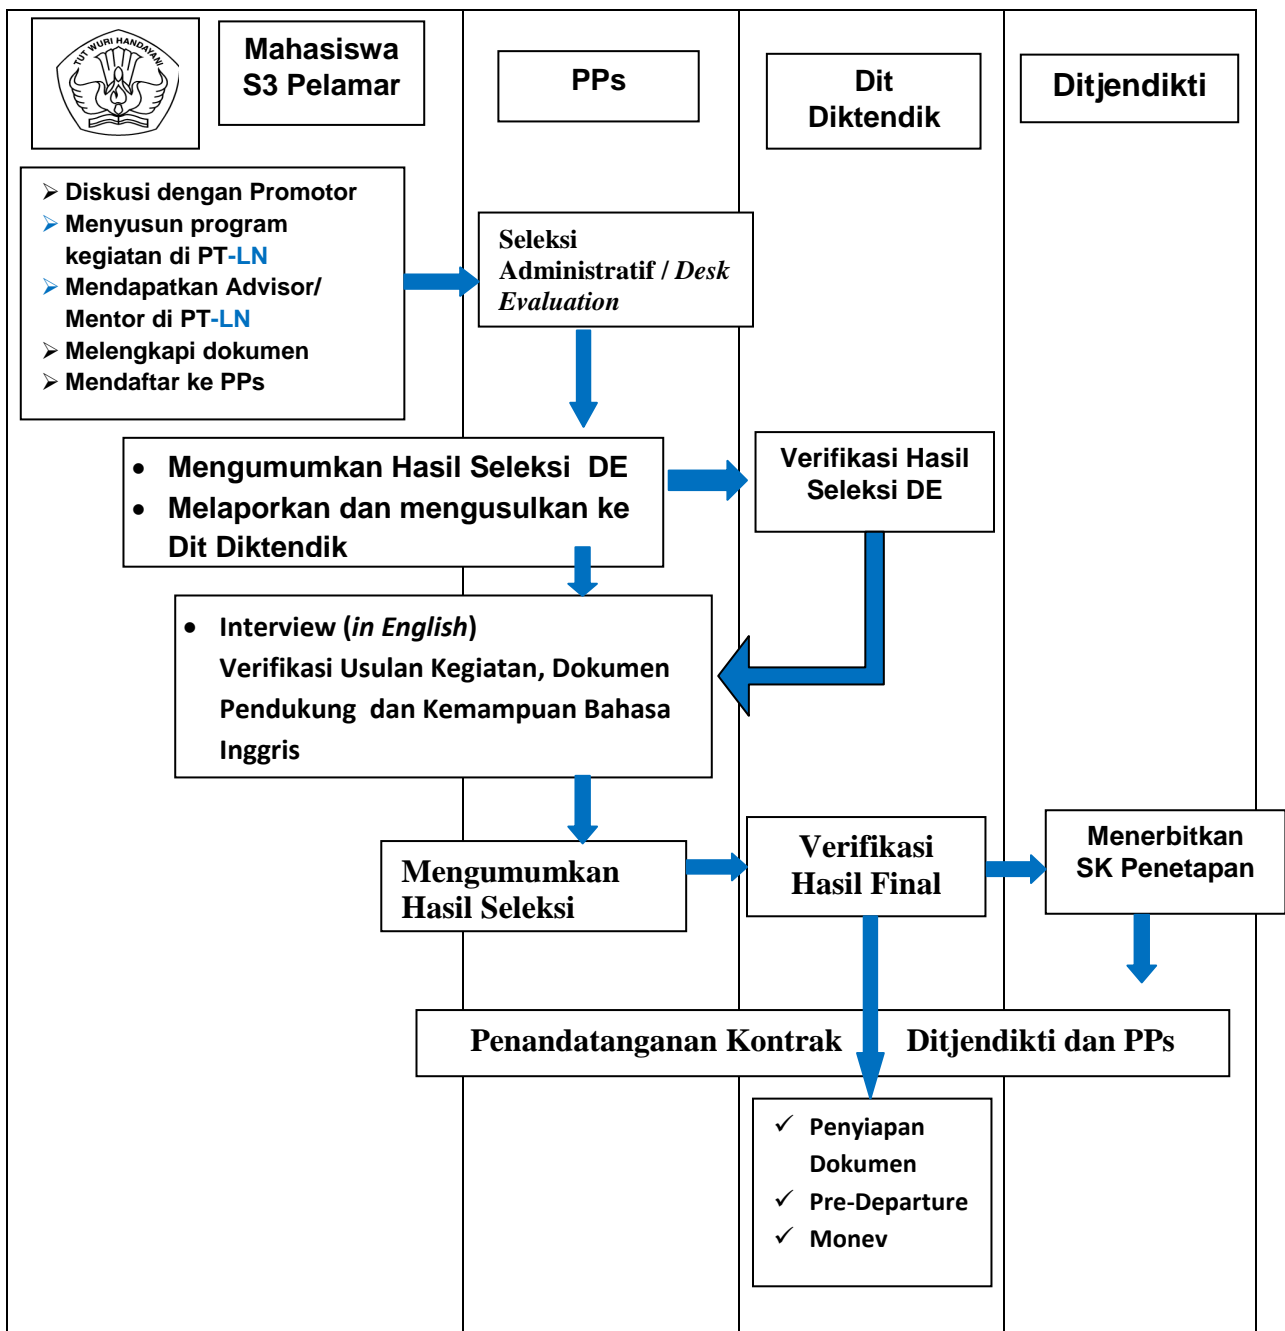 TUT WURI HANDAYANI
Mahasiswa
S3 Pelamar
PPs
Dit
Diktendik
Ditjendikti
➢ Diskusi dengan Promotor
➢ Menyusun program
kegiatan di PT-LN
➢ Mendapatkan Advisor/
Mentor di PT-LN
➢ Melengkapi dokumen
➢ Mendaftar ke PPs
Seleksi
Administratif / Desk
Evaluation
• Mengumumkan Hasil Seleksi DE
• Melaporkan dan mengusulkan ke
Dit Diktendik
Verifikasi Hasil
Seleksi DE
• Interview (in English)
Verifikasi Usulan Kegiatan, Dokumen
Pendukung dan Kemampuan Bahasa
Inggris
Mengumumkan
Hasil Seleksi
Verifikasi
Hasil Final
Menerbitkan
SK Penetapan
Penandatanganan Kontrak Ditjendikti dan PPs
✓ Penyiapan
Dokumen
✓ Pre-Departure
✓ Monev